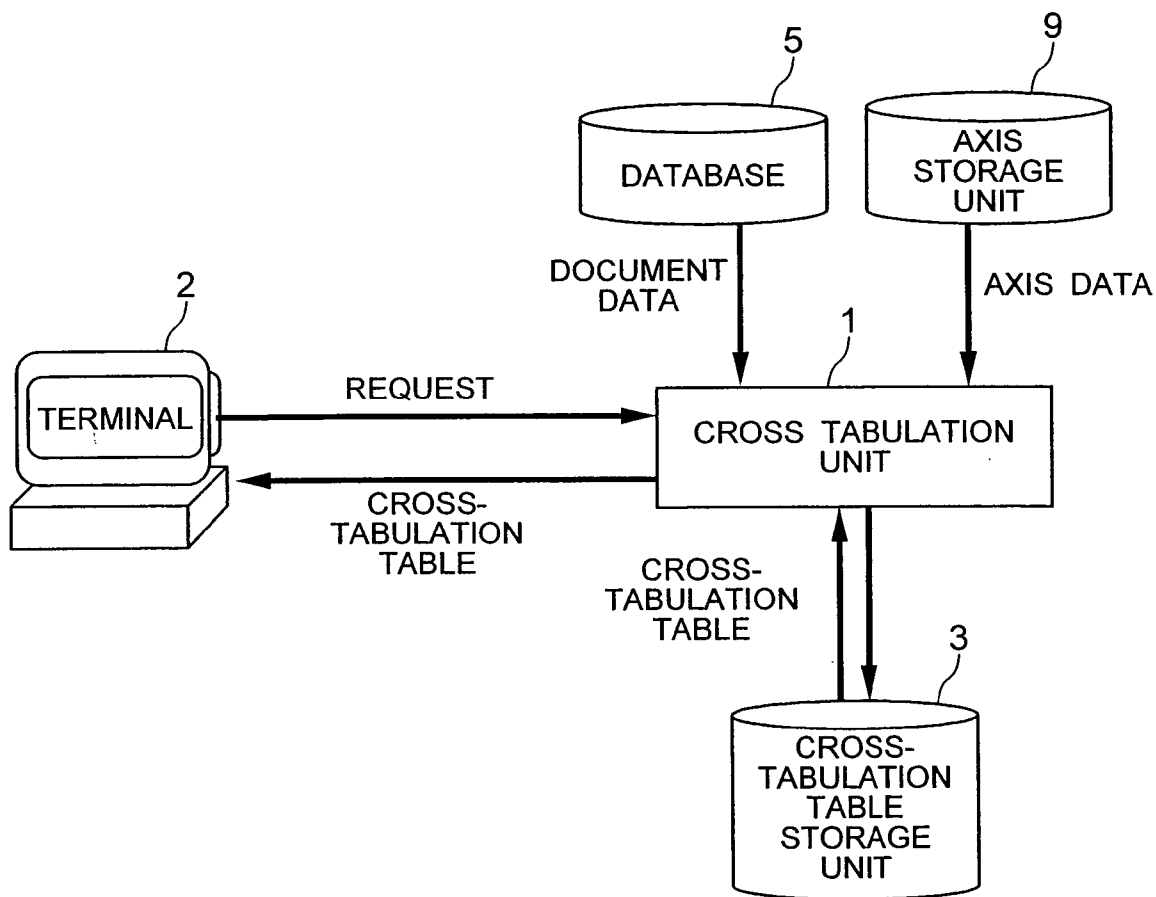 5
9
DATABASE
AXIS
STORAGE
UNIT
DOCUMENT
DATA
AXIS DATA
2
1
TERMINAL
REQUEST
CROSS TABULATION
UNIT
CROSS-
TABULATION
TABLE
CROSS-
TABULATION
TABLE
3
CROSS-
TABULATION
TABLE
STORAGE
UNIT